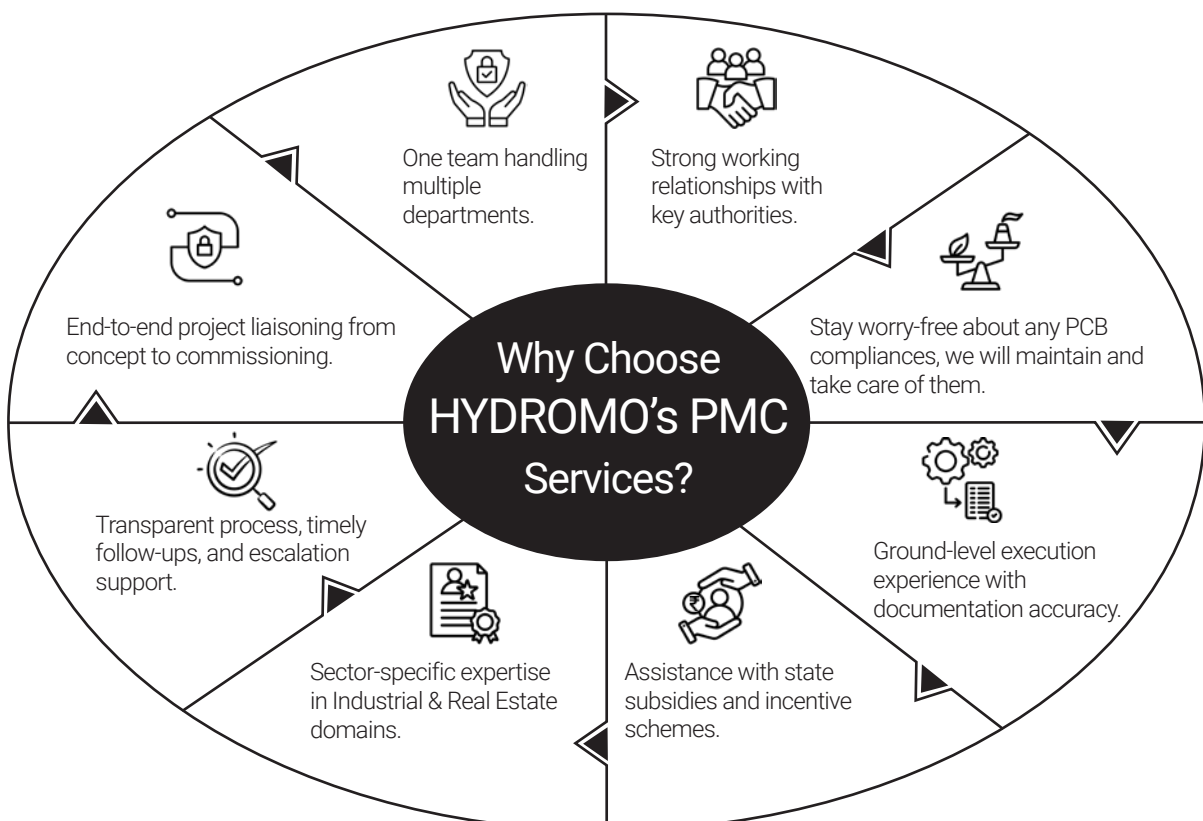 Why Choose
HYDROMO’s PMC
Services?
One team handling
multiple
departments.
Strong working
relationships with
key authorities.
Stay worry-free about any PCB
compliances, we will maintain and
take care of them.
Ground-level execution
experience with
documentation accuracy.
Assistance with state
subsidies and incentive
schemes.
Sector-specific expertise
in Industrial & Real Estate
domains.
Transparent process, timely
follow-ups, and escalation
support.
End-to-end project liaisoning from
concept to commissioning.
₹